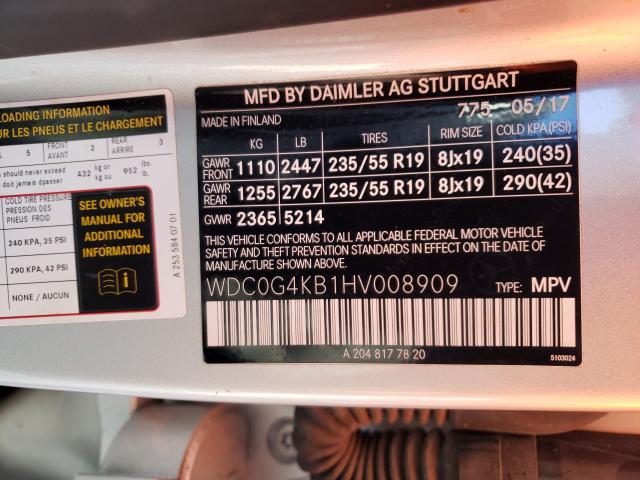 LOADING INFORMATION
UR LES PNEUS ET LE CHARGEMENT
5 FRONT AVANT 2 REAR ARRIERE 3
should never exceed
doit jamais dépasser 432 kg or kg ou 952 lbs. lb.
COLD TIRE PRESSURE
PRESSION DES
PNEUS FROID
240 KPA, 35 PSI
290 KPA, 42 PSI
NONE / AUCUN
SEE OWNER'S
MANUAL FOR
ADDITIONAL
INFORMATION
A 253 584 07 01
MFD BY DAIMLER AG STUTTGART
MADE IN FINLAND 775 05/17
KG LB TIRES RIM SIZE COLD KPA(PSI)
GAWR FRONT 1110 2447 235/55 R19 8Jx19 240(35)
GAWR REAR 1255 2767 235/55 R19 8Jx19 290(42)
GVWR 2365 5214
THIS VEHICLE CONFORMS TO ALL APPLICABLE FEDERAL MOTOR VEHICLE
SAFETY AND THEFT PREVENTION STANDARDS IN EFFECT ON THE DATE
OF MANUFACTURE SHOWN ABOVE.
WDC0G4KB1HV008909 TYPE: MPV
A 204 817 78 20
5103024